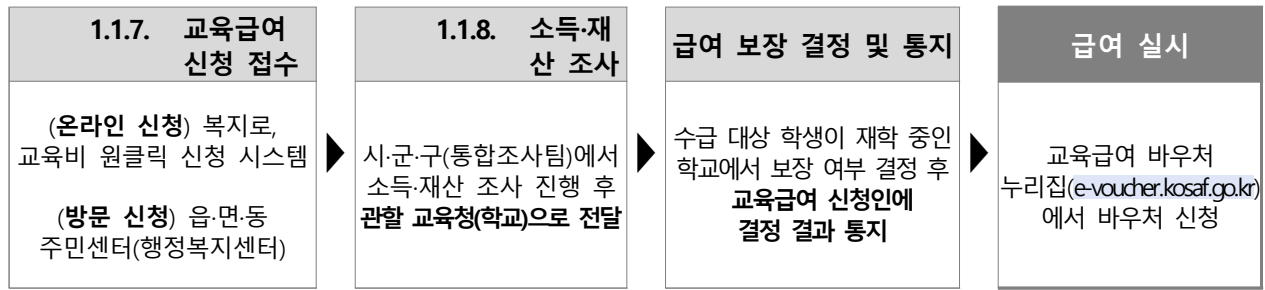 1.1.7. 교육급여
신청 접수
(온라인 신청) 복지로,
교육비 원클릭 신청 시스템
(방문 신청) 읍·면·동
주민센터(행정복지센터)
1.1.8. 소득·재
산 조사
시·군·구(통합조사팀)에서
소득·재산 조사 진행 후
관할 교육청(학교)으로 전달
급여 보장 결정 및 통지
수급 대상 학생이 재학 중인
학교에서 보장 여부 결정 후
교육급여 신청인에
결정 결과 통지
급여 실시
교육급여 바우처
누리집(e-voucher.kosaf.go.kr)
에서 바우처 신청